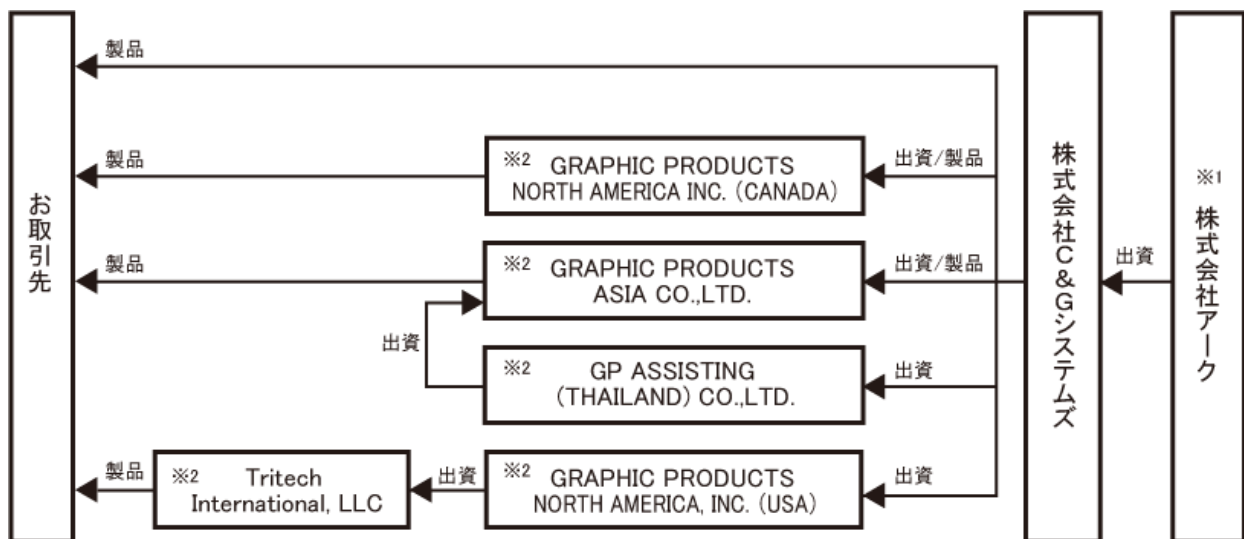 お取引先
製品
製品
※2 GRAPHIC PRODUCTS
NORTH AMERICA INC. (CANADA)
出資/製品
製品
※2 GRAPHIC PRODUCTS
ASIA CO.,LTD.
出資/製品
出資
※2 GP ASSISTING
(THAILAND) CO.,LTD.
出資
製品
※2 Tritech
International, LLC
出資
※2 GRAPHIC PRODUCTS
NORTH AMERICA, INC. (USA)
出資
株式会社C&Gシステムズ
出資
※1 株式会社アーク